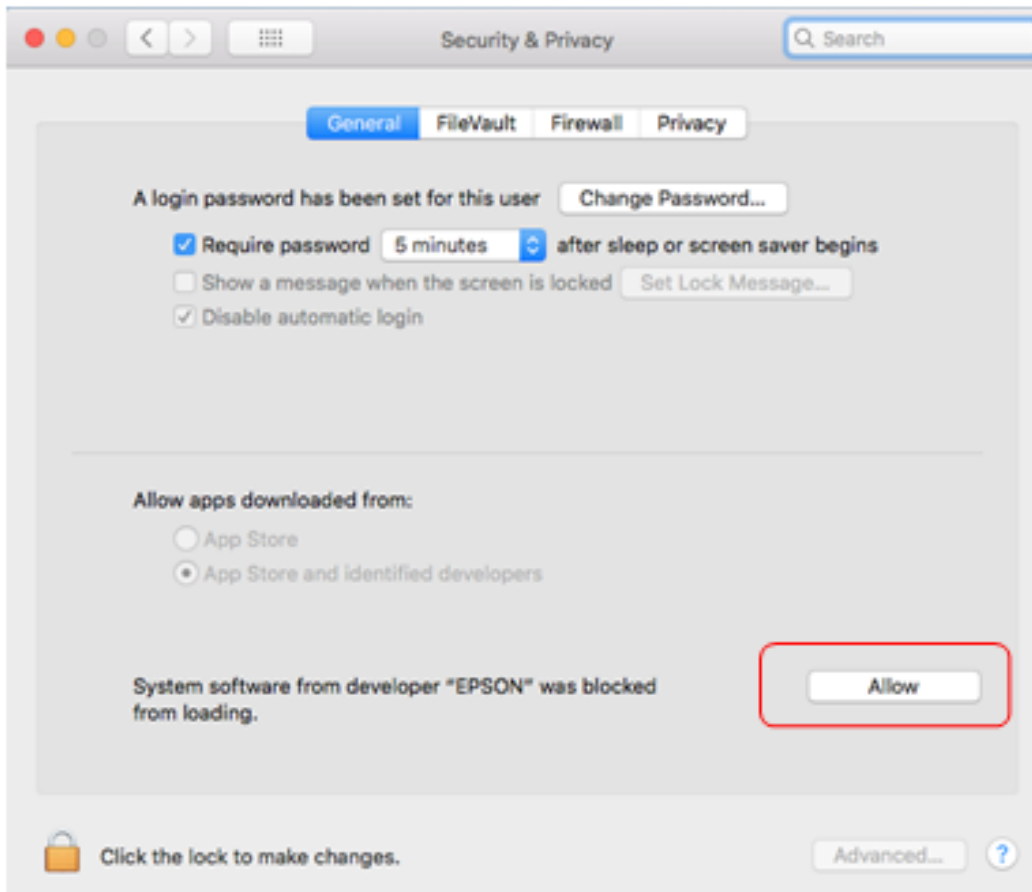 Security & Privacy
Search
General FileVault Firewall Privacy
A login password has been set for this user Change Password...
Require password 5 minutes after sleep or screen saver begins
Show a message when the screen is locked Set Lock Message...
Disable automatic login
Allow apps downloaded from:
App Store
App Store and identified developers
System software from developer “EPSON” was blocked
from loading.
Allow
Click the lock to make changes.
Advanced...
?